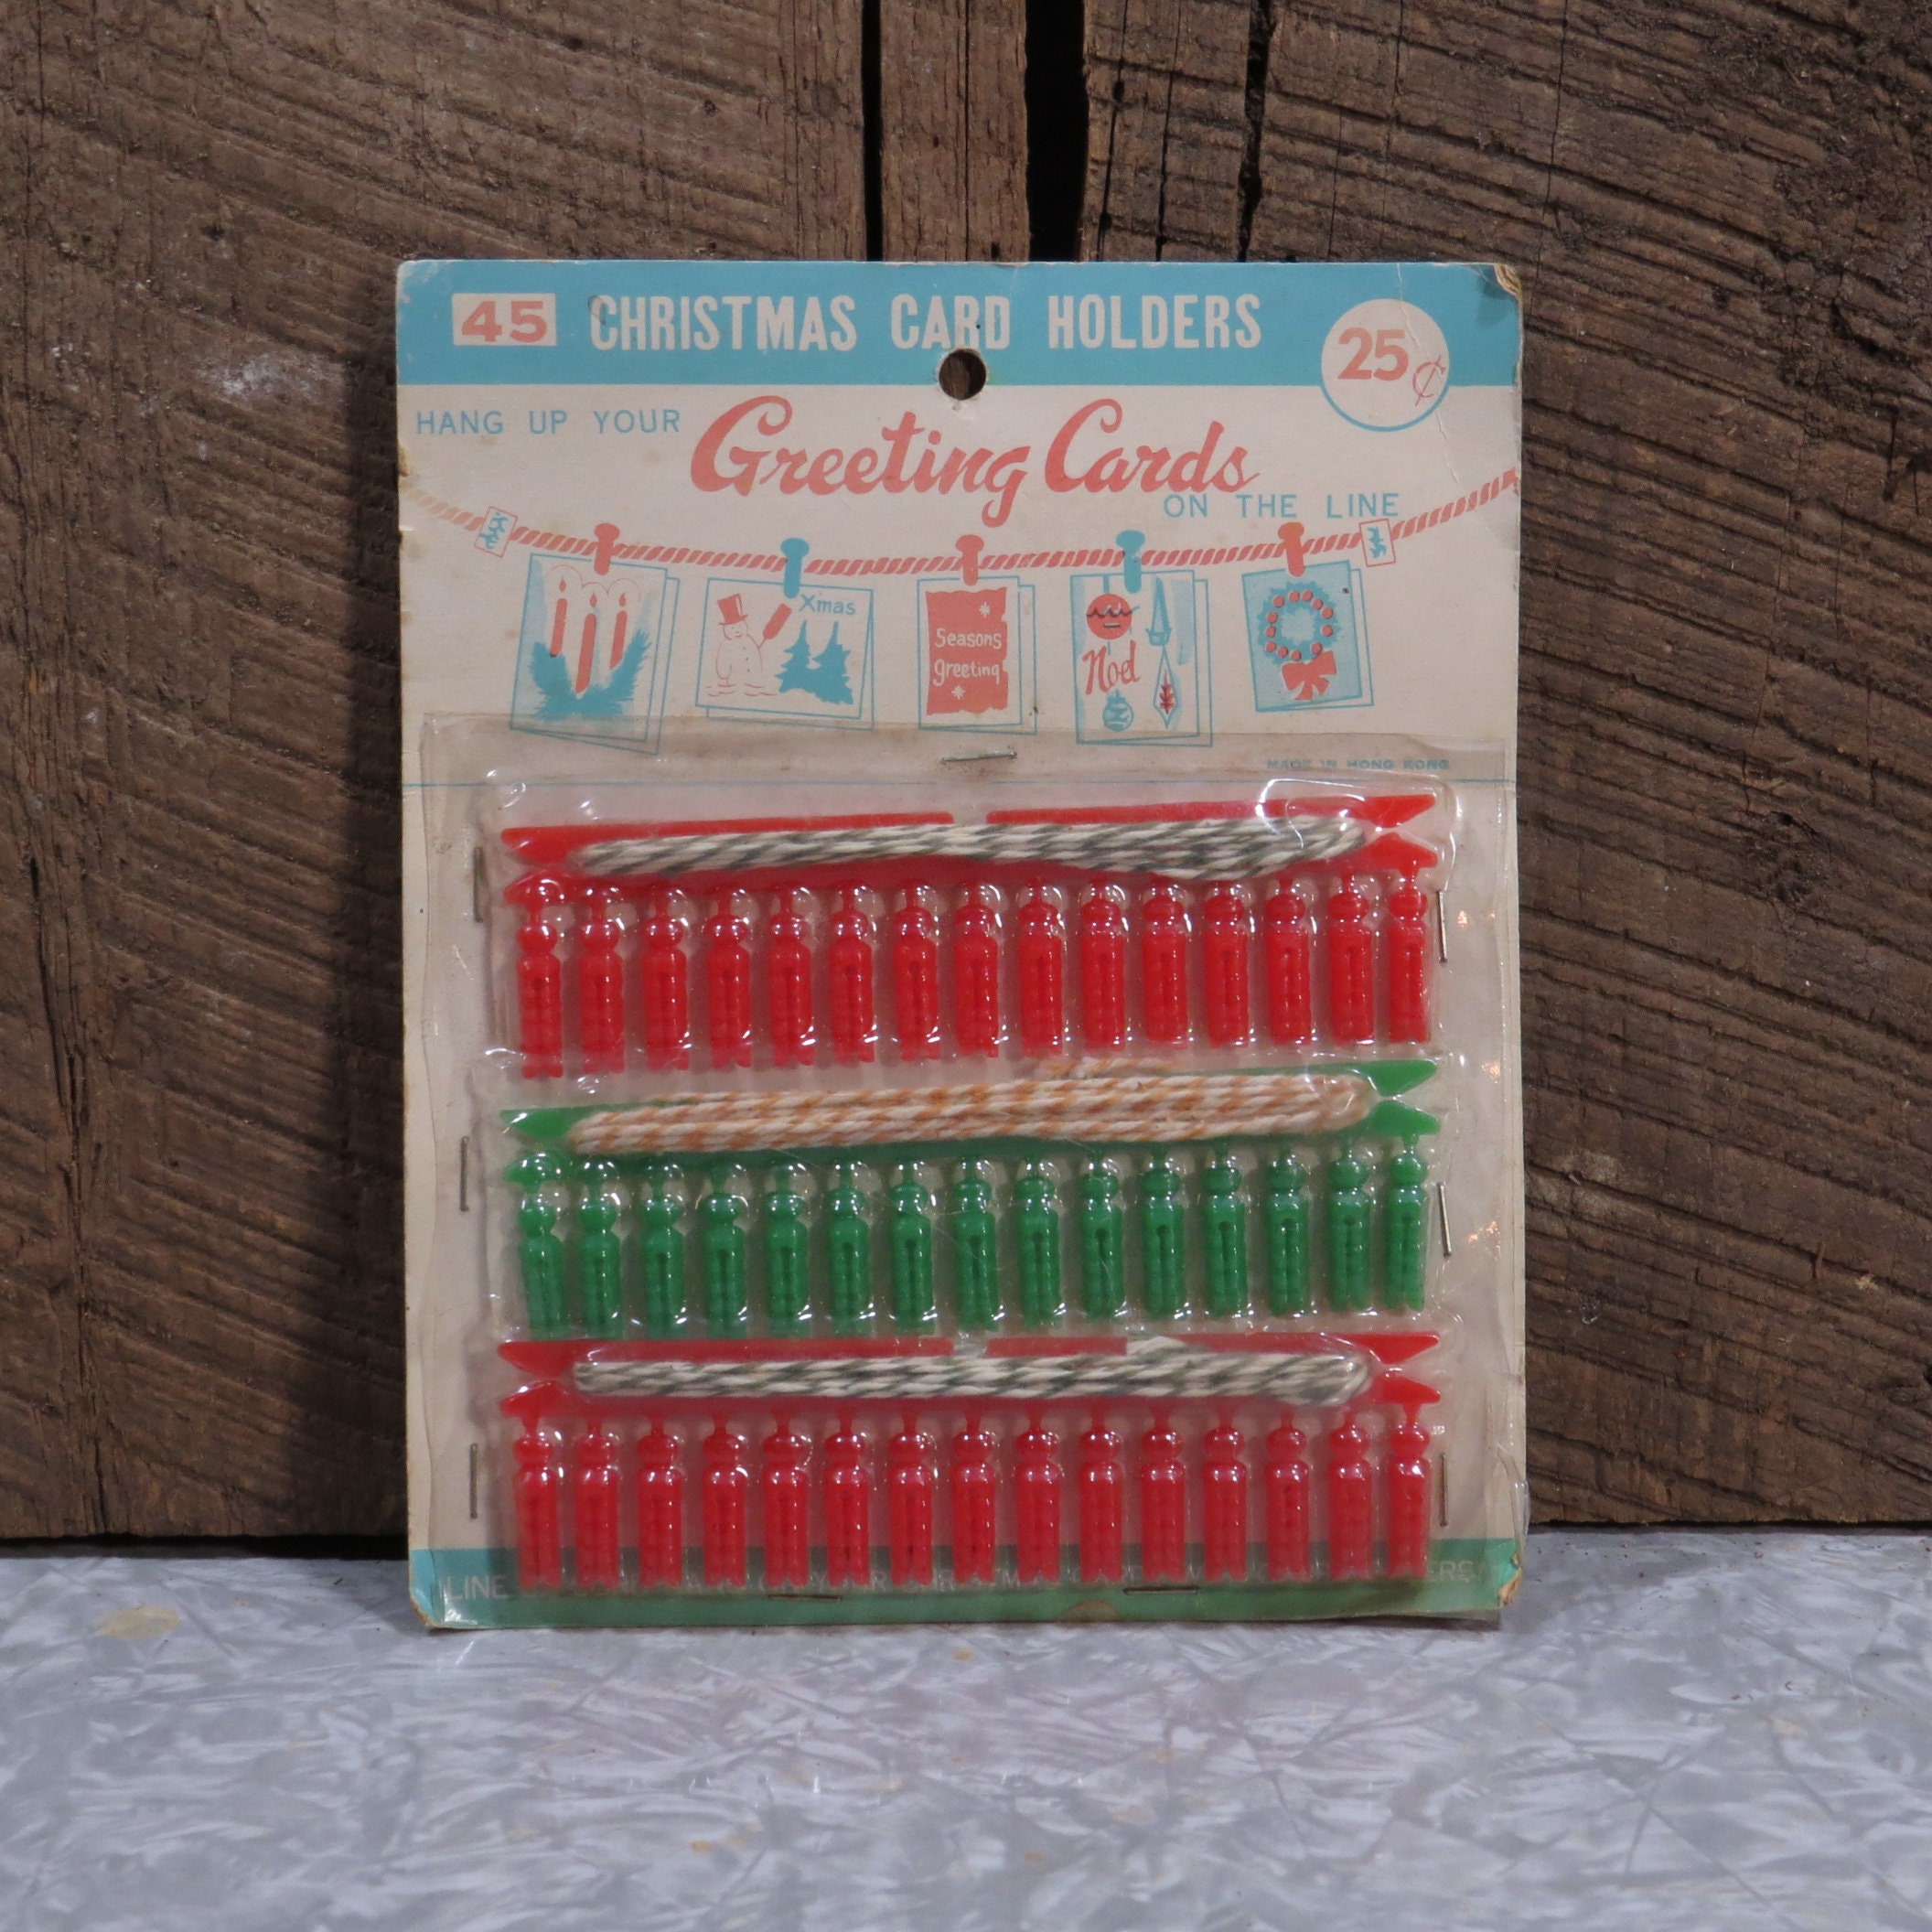 45 CHRISTMAS CARD HOLDERS
25¢
HANG UP YOUR
Greeting Cards
ON THE LINE
Xmas
Seasons
greeting
Noel
MADE IN HONG KONG
LINE